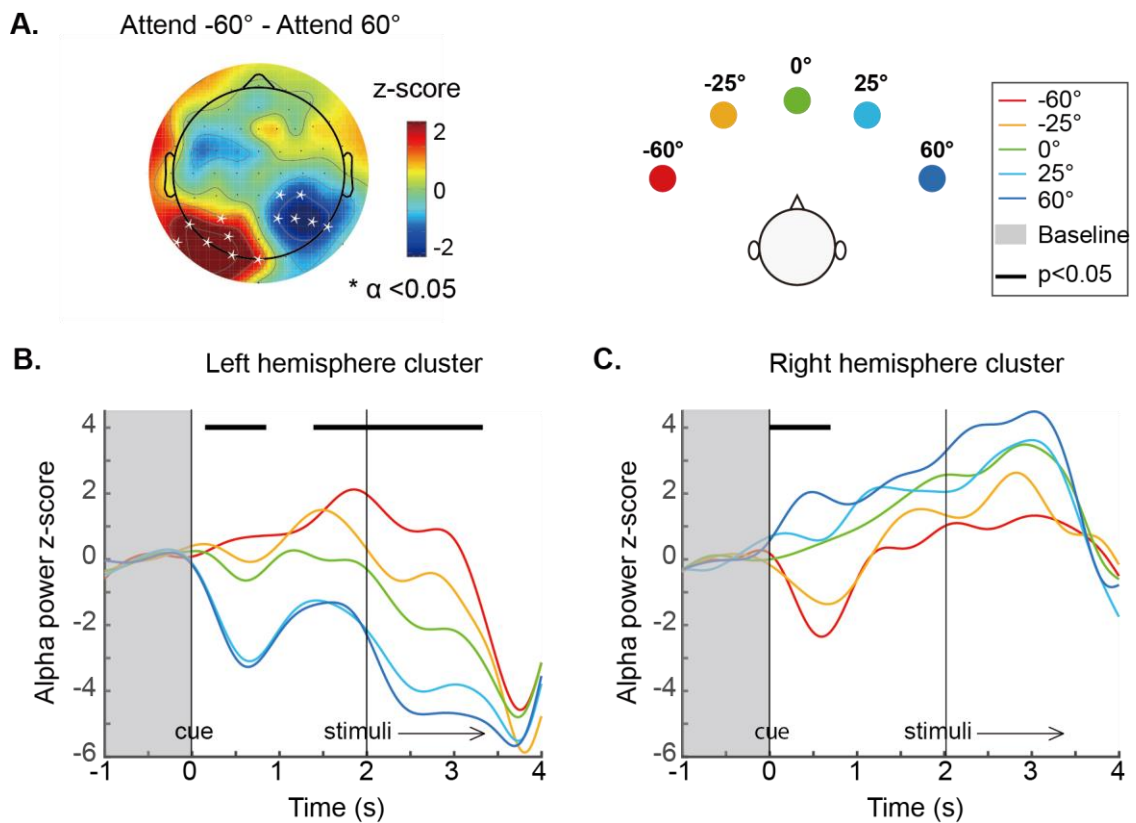 A.
Attend -60° - Attend 60°
z-score
2
0
-2
* α <0.05
-60°
-25°
0°
25°
60°
-60°
-25°
0°
25°
60°
Baseline
p<0.05
B.
Left hemisphere cluster
Alpha power z-score
4
2
0
-2
-4
-6
cue
stimuli
-1
0
1
2
3
4
Time (s)
C.
Right hemisphere cluster
Alpha power z-score
4
2
0
-2
-4
-6
cue
stimuli
-1
0
1
2
3
4
Time (s)